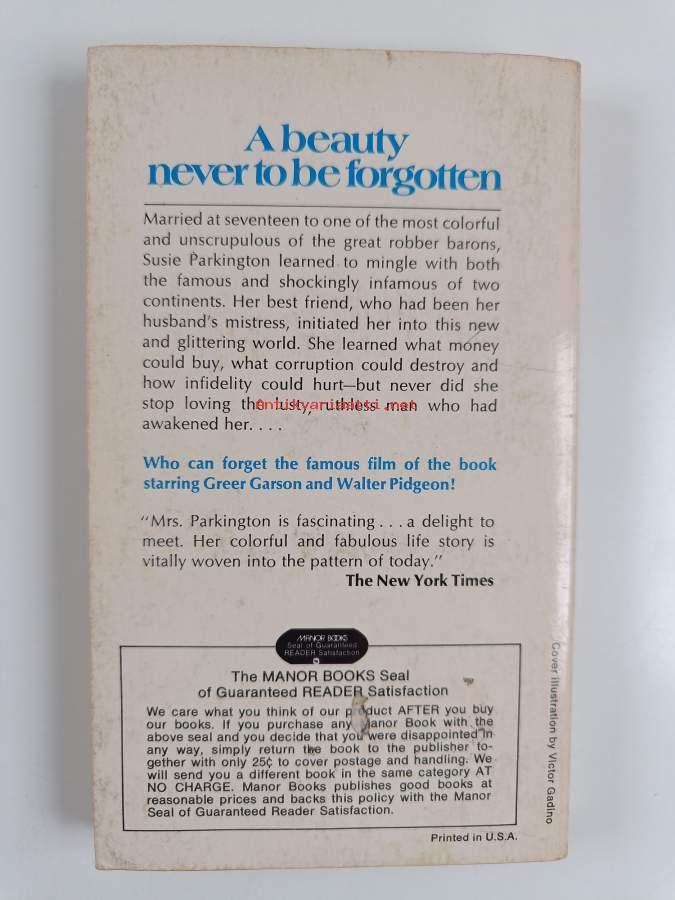 A beauty
never to be forgotten
Married at seventeen to one of the most colorful
and unscrupulous of the great robber barons,
Susie Parkington learned to mingle with both
the famous and shockingly infamous of two
continents. Her best friend, who had been her
husband's mistress, initiated her into this new
and glittering world. She learned what money
could buy, what corruption could destroy and
how infidelity could hurt—but never did she
stop loving the lusty, ruthless man who had
Antikvariaatti.net
awakened her. . . .
Who can forget the famous film of the book
starring Greer Garson and Walter Pidgeon!
"Mrs. Parkington is fascinating . . . a delight to
meet. Her colorful and fabulous life story is
vitally woven into the pattern of today."
The New York Times
MANOR BOOKS
Seal of Guaranteed
READER Satisfaction
The MANOR BOOKS Seal
of Guaranteed READER Satisfaction
We care what you think of our product AFTER you buy
our books. If you purchase any Manor Book with the
above seal and you decide that you were disappointed in
any way, simply return the book to the publisher to-
gether with only 25¢ to cover postage and handling. We
will send you a different book in the same category AT
NO CHARGE. Manor Books publishes good books at
reasonable prices and backs this policy with the Manor
Seal of Guaranteed Reader Satisfaction.
Printed in U.S.A.
Cover illustration by Victor Gadino